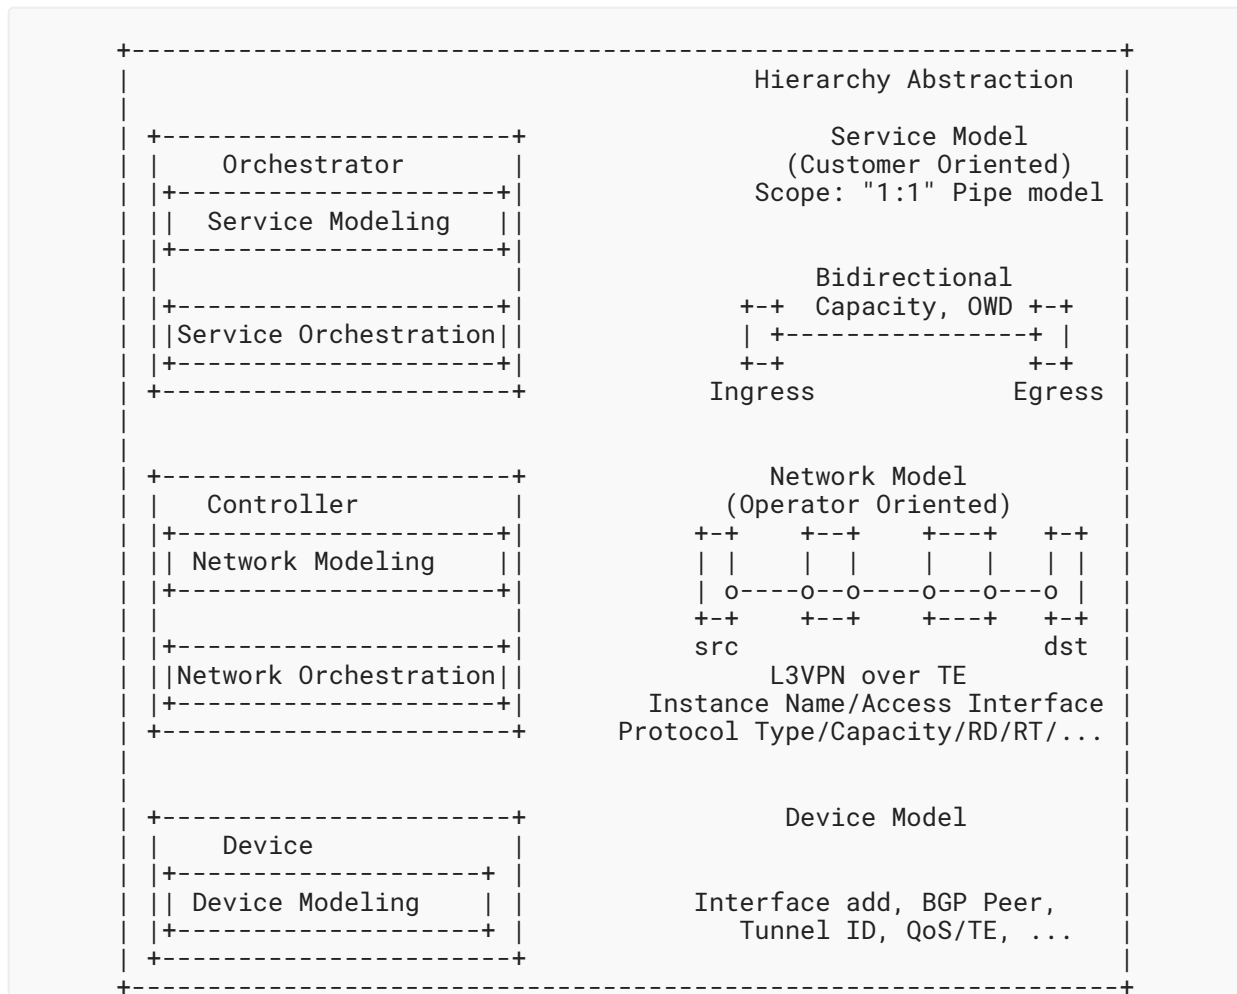 Hierarchy Abstraction
Service Model
Orchestrator (Customer Oriented)
Scope: "1:1" Pipe model
Service Modeling
Bidirectional
Capacity, OWD
Service Orchestration
Ingress Egress
Network Model
Controller (Operator Oriented)
Network Modeling
o----o--o----o---o---o
src dst
Network Orchestration L3VPN over TE
Instance Name/Access Interface
Protocol Type/Capacity/RD/RT/...
Device Model
Device
Device Modeling Interface add, BGP Peer,
Tunnel ID, QoS/TE, ...